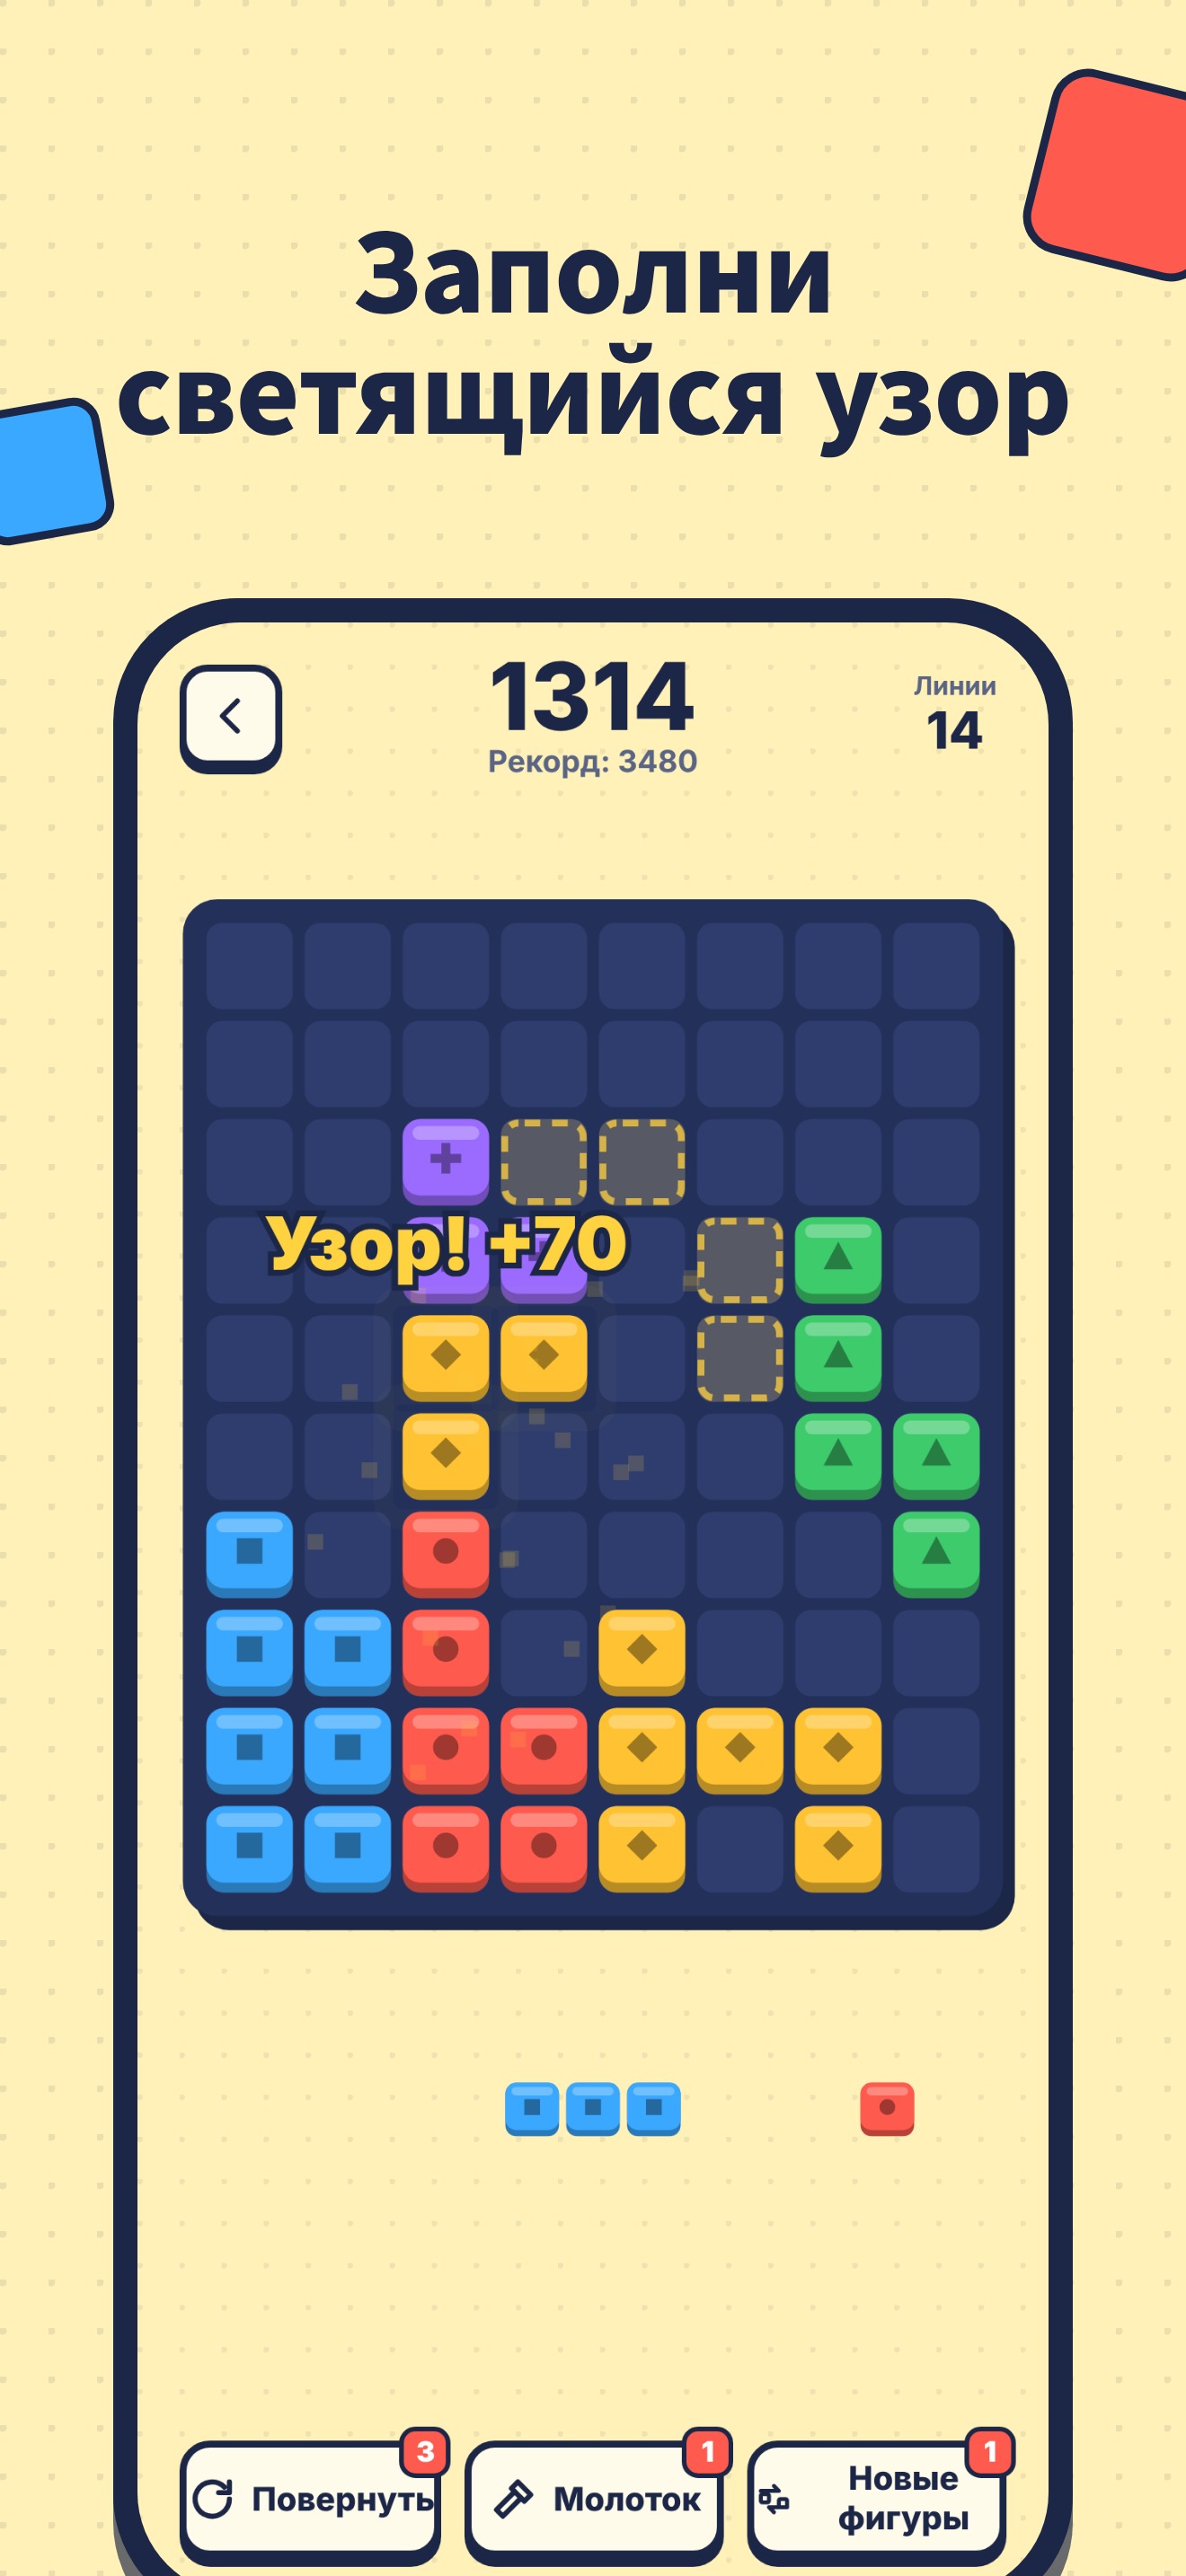 Заполни
светящийся узор
1314
Рекорд: 3480
Линии
14
Узор! +70
3
Повернуть
1
Молоток
1
Новые
фигуры